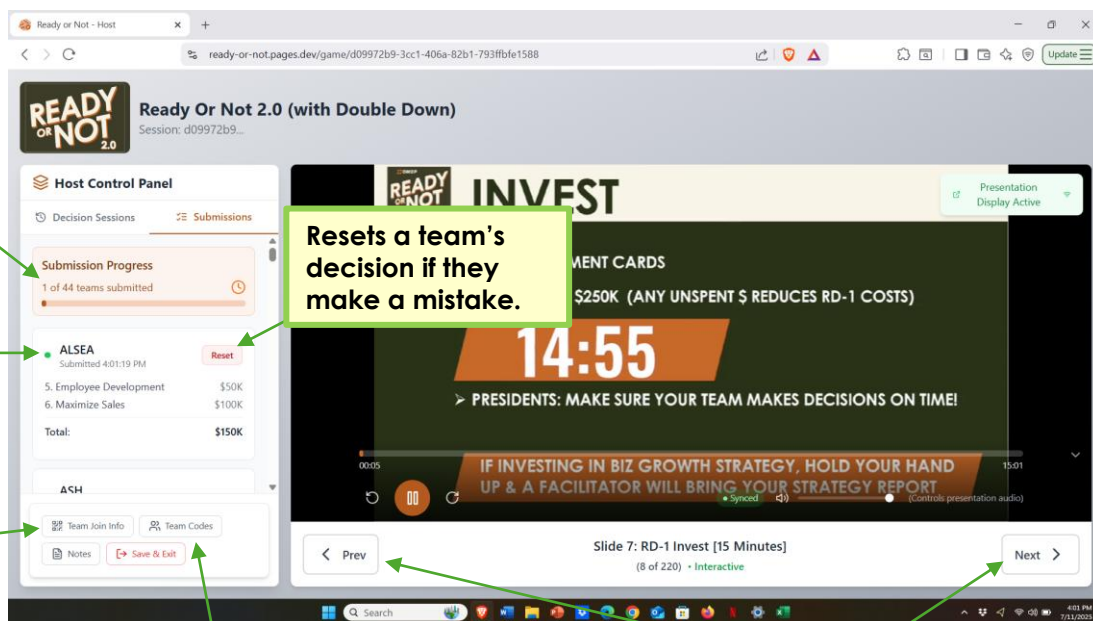 Ready or Not - Host
ready-or-not.pages.dev/game/d09972b9-3cc1-406a-82b1-793ffbfe1588
Update
READY
OR NOT
2.0
Ready Or Not 2.0 (with Double Down)
Session: d09972b9...
Host Control Panel
Decision Sessions
Submissions
Submission Progress
1 of 44 teams submitted
ALSEA
Submitted 4:01:19 PM
Reset
5. Employee Development $50K
6. Maximize Sales $100K
Total: $150K
ASH
Team Join Info
Team Codes
Notes
Save & Exit
Resets a team's
decision if they
make a mistake.
READY
OR NOT
INVEST
Presentation
Display Active
MENT CARDS
$250K (ANY UNSPENT $ REDUCES RD-1 COSTS)
14:55
➢ PRESIDENTS: MAKE SURE YOUR TEAM MAKES DECISIONS ON TIME!
00:05
15:01
IF INVESTING IN BIZ GROWTH STRATEGY, HOLD YOUR HAND
UP & A FACILITATOR WILL BRING YOUR STRATEGY REPORT
• Synced
(Controls presentation audio)
Prev
Slide 7: RD-1 Invest [15 Minutes]
(8 of 220) • Interactive
Next
Search
4:01 PM
7/11/2025